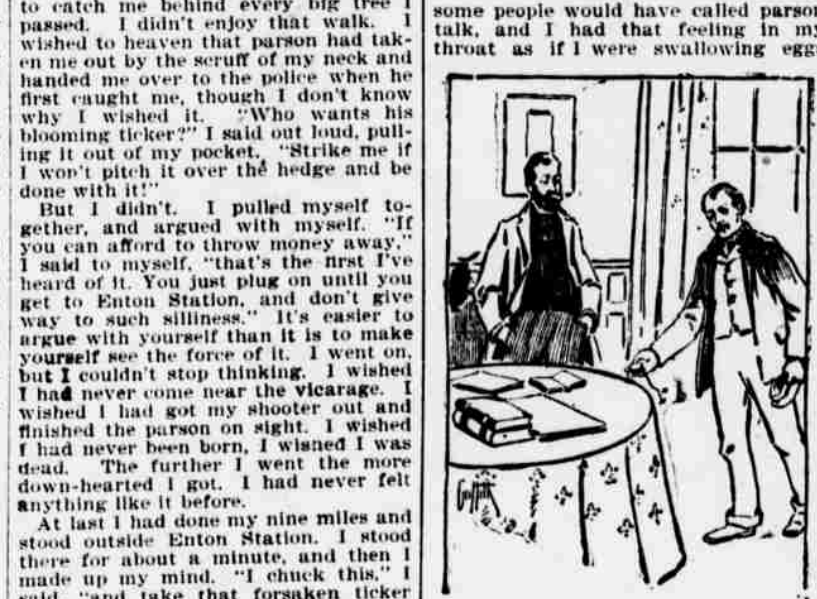 to catch me behind every big tree I
passed. I didn't enjoy that walk. I
wished to heaven that parson had tak-
en me out by the scruff of my neck and
handed me over to the police when he
first caught me, though I don't know
why I wished it. "Who wants his
blooming ticker?" I said out loud, pull-
ing it out of my pocket, "Strike me if
I won't pitch it over the hedge and be
done with it!"
But I didn't. I pulled myself to-
gether, and argued with myself. "If
you can afford to throw money away,"
I said to myself, "that's the first I've
heard of it. You just plug on until you
get to Enton Station, and don't give
way to such silliness." It's easier to
argue with yourself than it is to make
yourself see the force of it. I went on,
but I couldn't stop thinking. I wished
I had never come near the vicarage. I
wished I had got my shooter out and
finished the parson on sight. I wished
I had never been born, I wished I was
dead. The further I went the more
down-hearted I got. I had never felt
anything like it before.
At last I had done my nine miles and
stood outside Enton Station. I stood
there for about a minute, and then I
made up my mind. "I chuck this," I
said, "and take that forsaken ticker
some people would have called parson
talk, and I had that feeling in my
throat as if I were swallowing eggs